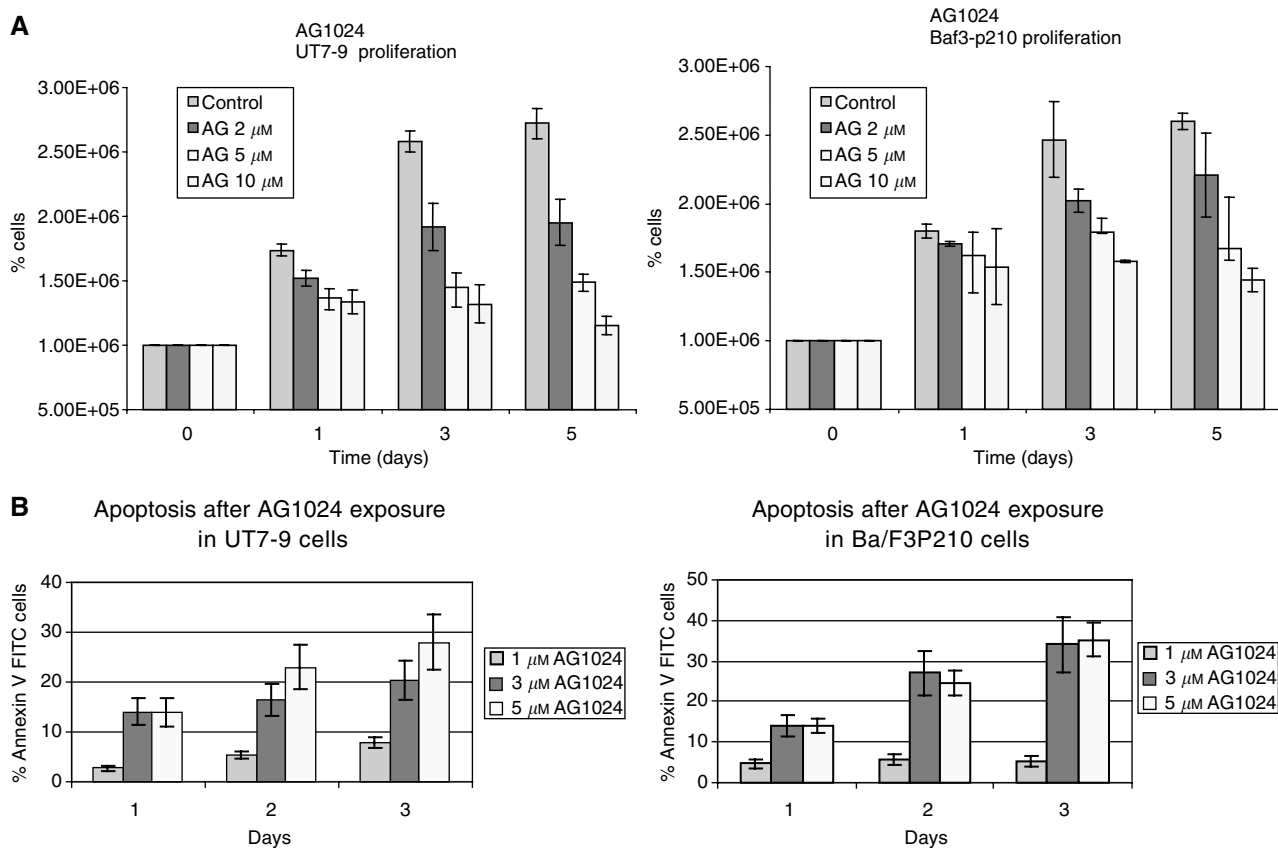 A
AG1024
UT7-9 proliferation
% cells
3.00E+06
2.50E+06
2.00E+06
1.50E+06
1.00E+06
5.00E+05
Control
AG 2 μM
AG 5 μM
AG 10 μM
0 1 3 5
Time (days)
AG1024
Baf3-p210 proliferation
% cells
3.00E+06
2.50E+06
2.00E+06
1.50E+06
1.00E+06
5.00E+05
Control
AG 2 μM
AG 5 μM
AG 10 μM
0 1 3 5
Time (days)
B
Apoptosis after AG1024 exposure
in UT7-9 cells
% Annexin V FITC cells
40
30
20
10
0
1 2 3
Days
1 μM AG1024
3 μM AG1024
5 μM AG1024
Apoptosis after AG1024 exposure
in Ba/F3P210 cells
% Annexin V FITC cells
50
40
30
20
10
0
1 2 3
Days
1 μM AG1024
3 μM AG1024
5 μM AG1024